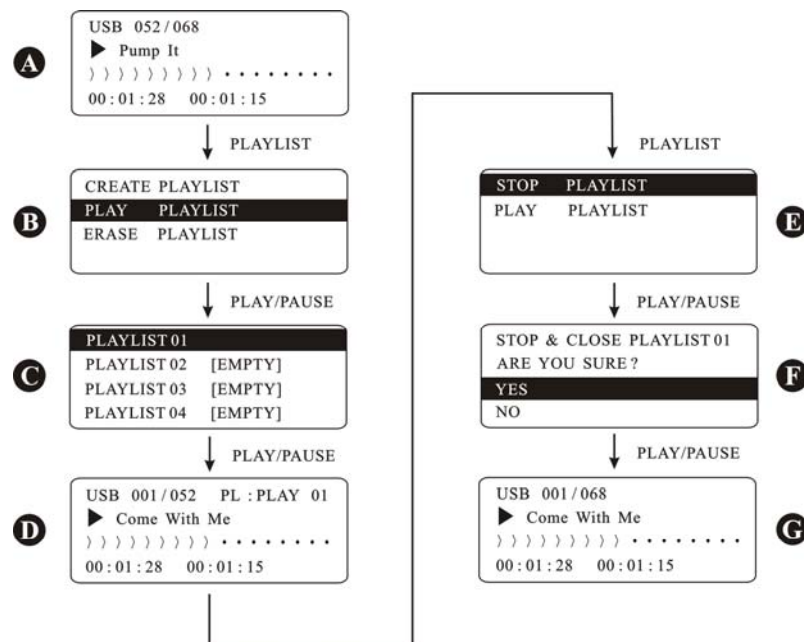 A
USB 052/068
▶ Pump It
〉〉〉〉〉〉〉〉〉········
00:01:28 00:01:15
PLAYLIST
B
CREATE PLAYLIST
PLAY PLAYLIST
ERASE PLAYLIST
PLAY/PAUSE
C
PLAYLIST 01
PLAYLIST 02 [EMPTY]
PLAYLIST 03 [EMPTY]
PLAYLIST 04 [EMPTY]
PLAY/PAUSE
D
USB 001/052 PL :PLAY 01
▶ Come With Me
〉〉〉〉〉〉〉〉〉········
00:01:28 00:01:15
PLAYLIST
E
STOP PLAYLIST
PLAY PLAYLIST
PLAY/PAUSE
F
STOP & CLOSE PLAYLIST 01
ARE YOU SURE?
YES
NO
PLAY/PAUSE
G
USB 001/068
▶ Come With Me
〉〉〉〉〉〉〉〉〉········
00:01:28 00:01:15